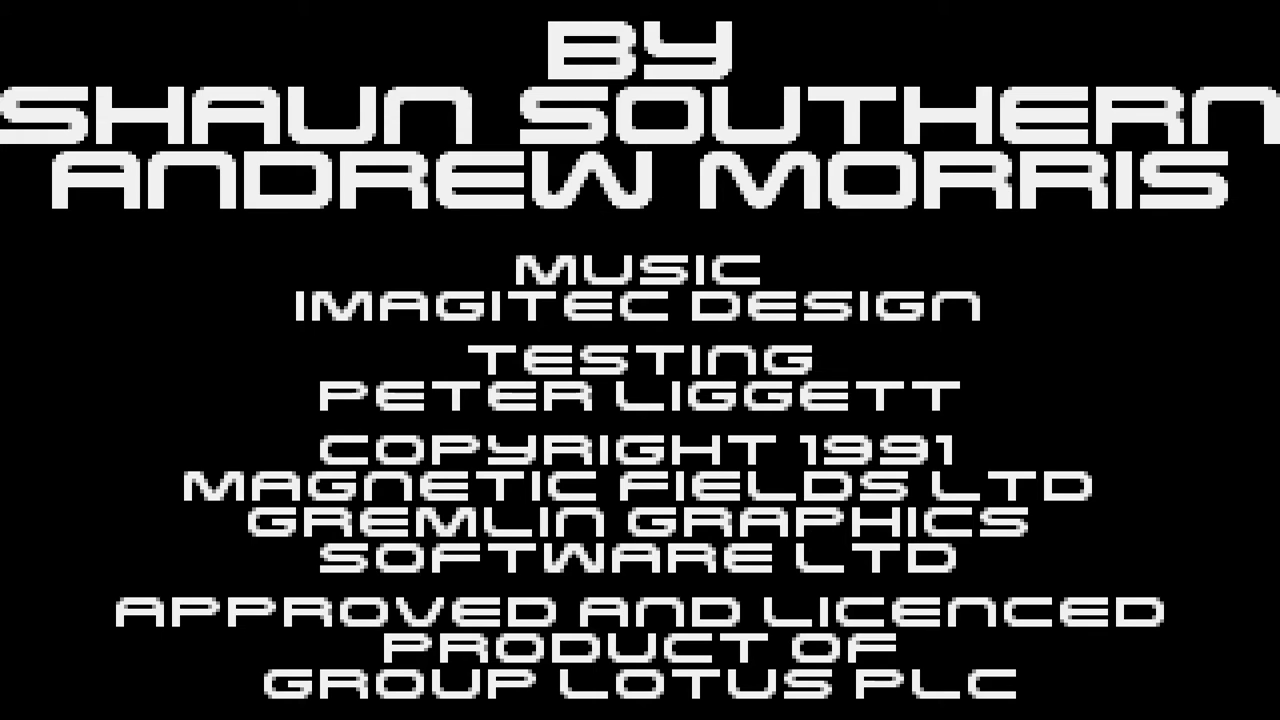 BY
SHAUN SOUTHERN
ANDREW MORRIS
MUSIC
IMAGITEC DESIGN
TESTING
PETER LIGGETT
COPYRIGHT 1991
MAGNETIC FIELDS LTD
GREMLIN GRAPHICS
SOFTWARE LTD
APPROVED AND LICENCED
PRODUCT OF
GROUP LOTUS PLC